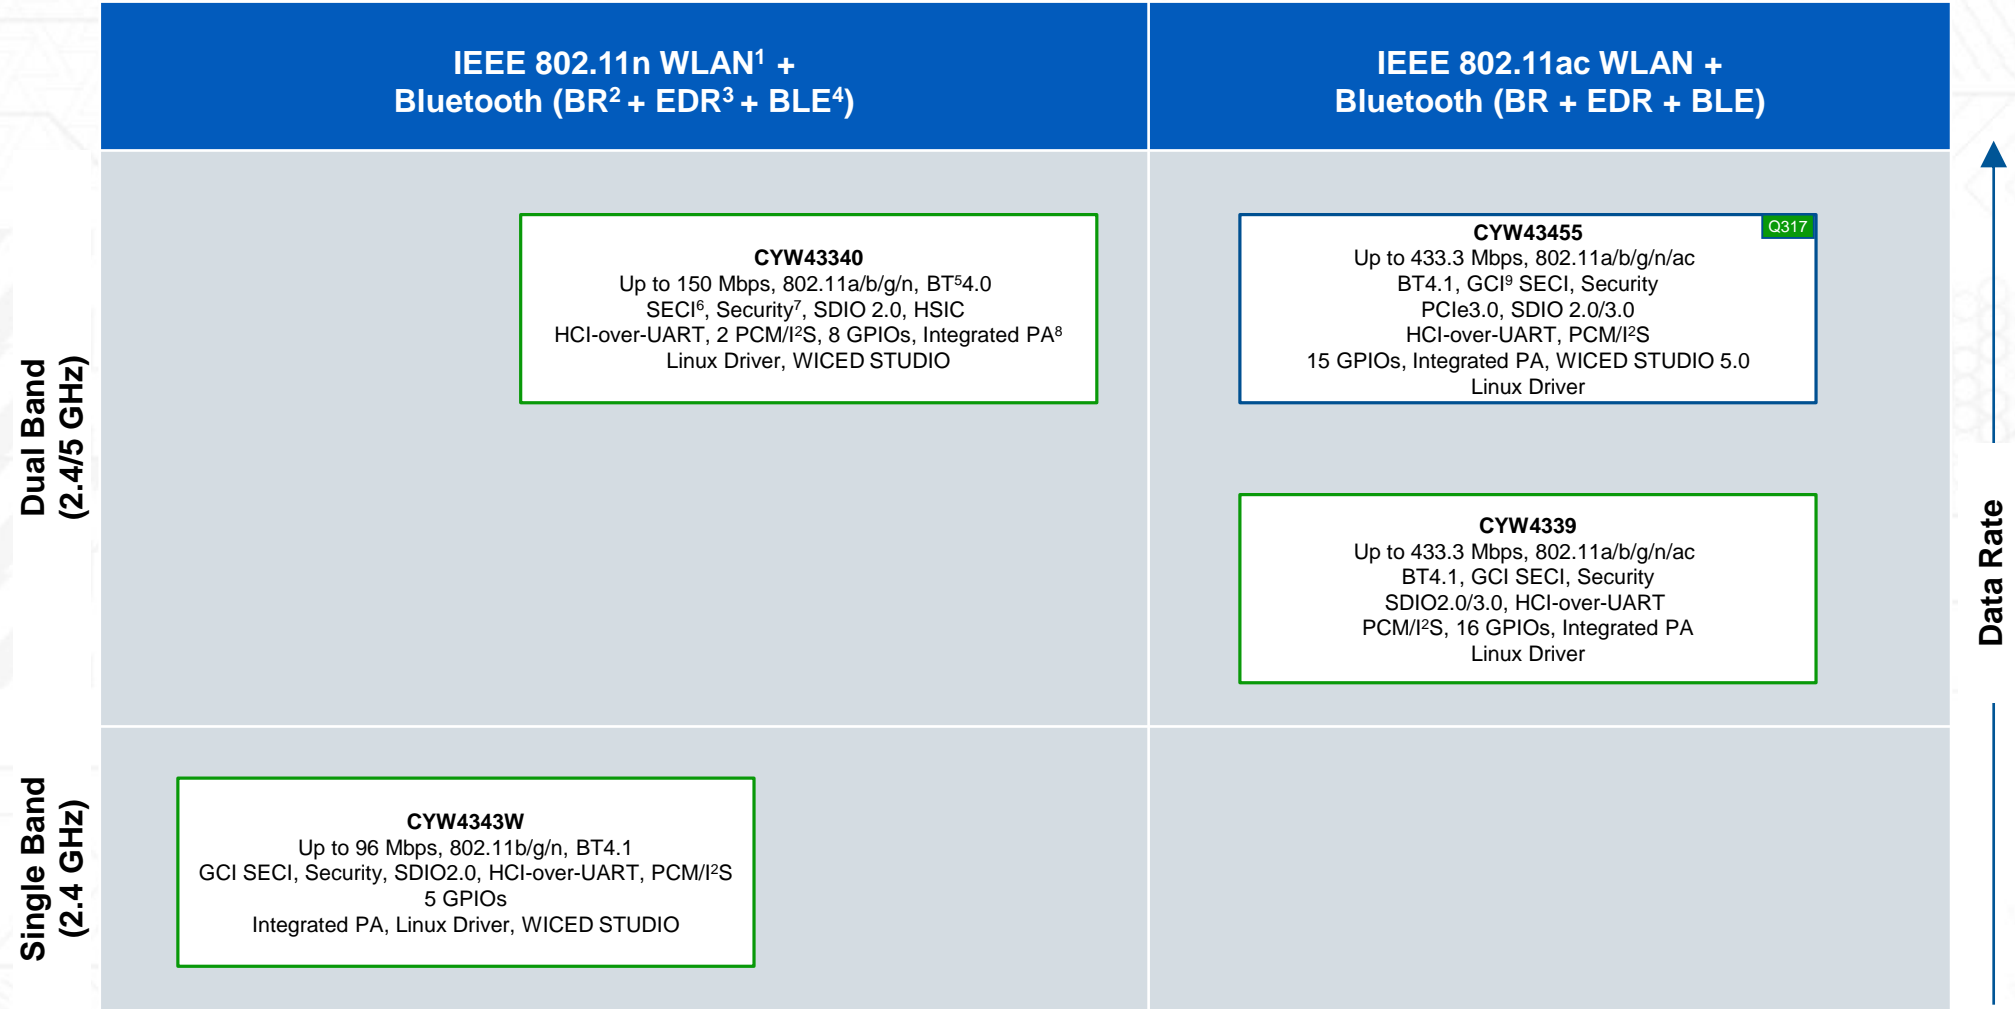 IEEE 802.11n WLAN¹ +
Bluetooth (BR² + EDR³ + BLE⁴)
IEEE 802.11ac WLAN +
Bluetooth (BR + EDR + BLE)
Dual Band
(2.4/5 GHz)
CYW43340
Up to 150 Mbps, 802.11a/b/g/n, BT⁵4.0
SECI⁶, Security⁷, SDIO 2.0, HSIC
HCI-over-UART, 2 PCM/I²S, 8 GPIOs, Integrated PA⁸
Linux Driver, WICED STUDIO
Q317
CYW43455
Up to 433.3 Mbps, 802.11a/b/g/n/ac
BT4.1, GCI⁹ SECI, Security
PCIe3.0, SDIO 2.0/3.0
HCI-over-UART, PCM/I²S
15 GPIOs, Integrated PA, WICED STUDIO 5.0
Linux Driver
CYW4339
Up to 433.3 Mbps, 802.11a/b/g/n/ac
BT4.1, GCI SECI, Security
SDIO2.0/3.0, HCI-over-UART
PCM/I²S, 16 GPIOs, Integrated PA
Linux Driver
Data Rate
Single Band
(2.4 GHz)
CYW4343W
Up to 96 Mbps, 802.11b/g/n, BT4.1
GCI SECI, Security, SDIO2.0, HCI-over-UART, PCM/I²S
5 GPIOs
Integrated PA, Linux Driver, WICED STUDIO